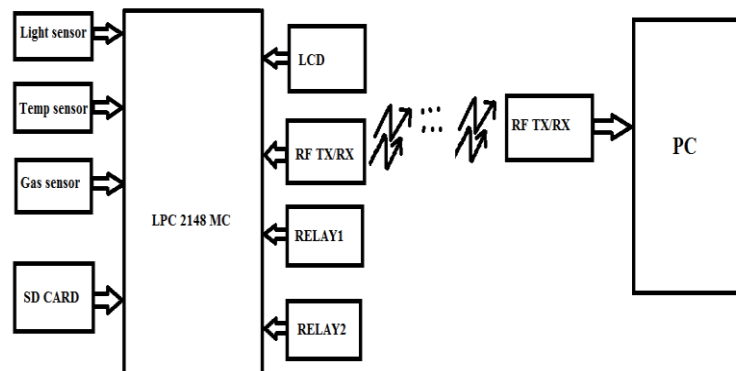 Light sensor
Temp sensor
Gas sensor
SD CARD
LPC 2148 MC
LCD
RF TX/RX
RELAY1
RELAY2
RF TX/RX
PC